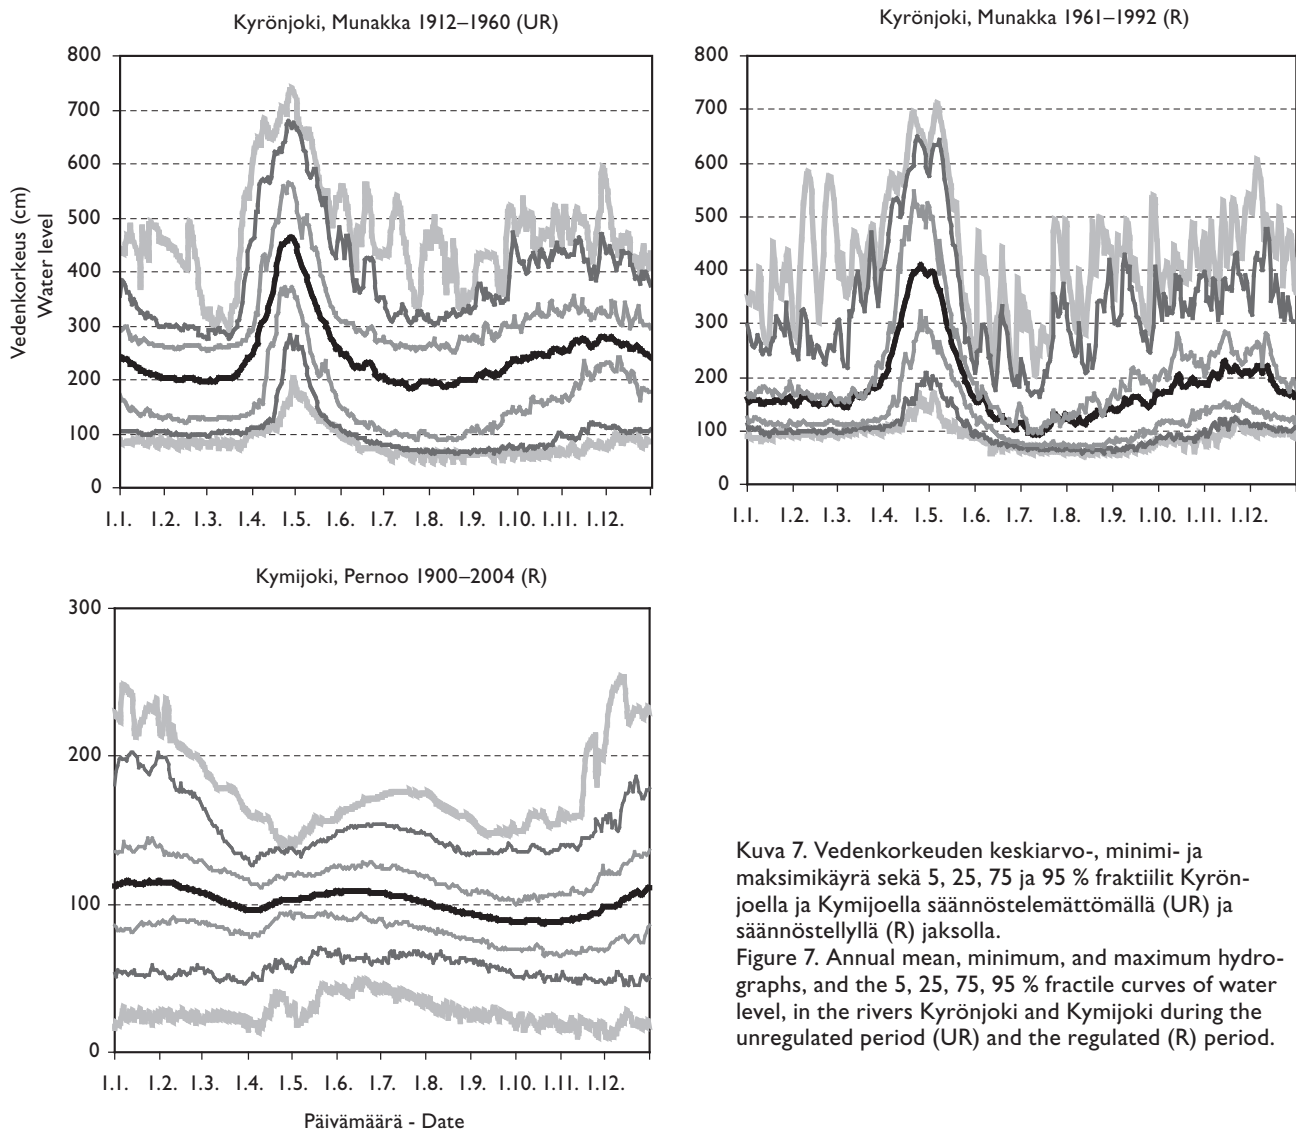 Kyrönjoki, Munakka 1912–1960 (UR)
Vedenkorkeus (cm)
Water level
800
700
600
500
400
300
200
100
0
1.1. 1.2. 1.3. 1.4. 1.5. 1.6. 1.7. 1.8. 1.9. 1.10. 1.11. 1.12.
Kyrönjoki, Munakka 1961–1992 (R)
800
700
600
500
400
300
200
100
0
1.1. 1.2. 1.3. 1.4. 1.5. 1.6. 1.7. 1.8. 1.9. 1.10. 1.11. 1.12.
Kymijoki, Pernoo 1900–2004 (R)
300
200
100
0
1.1. 1.2. 1.3. 1.4. 1.5. 1.6. 1.7. 1.8. 1.9. 1.10. 1.11. 1.12.
Päivämäärä - Date
Kuva 7. Vedenkorkeuden keskiarvo-, minimi- ja
maksimikäyrä sekä 5, 25, 75 ja 95 % fraktiilit Kyrön-
joella ja Kymijoella säännöstelemättömällä (UR) ja
säännöstellyllä (R) jaksolla.
Figure 7. Annual mean, minimum, and maximum hydro-
graphs, and the 5, 25, 75, 95 % fractile curves of water
level, in the rivers Kyrönjoki and Kymijoki during the
unregulated period (UR) and the regulated (R) period.